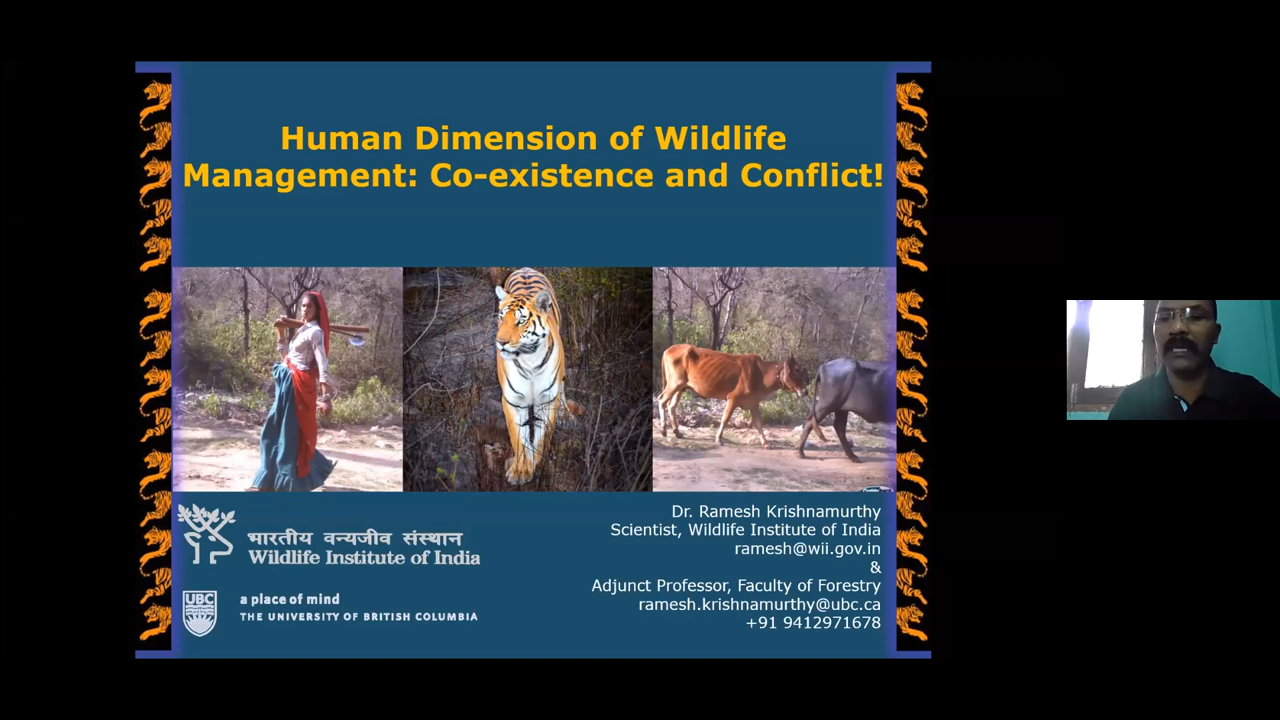 Human Dimension of Wildlife
Management: Co-existence and Conflict!
Dr. Ramesh Krishnamurthy
Scientist, Wildlife Institute of India
ramesh@wii.gov.in
&
Adjunct Professor, Faculty of Forestry
ramesh.krishnamurthy@ubc.ca
+91 9412971678
भारतीय वन्यजीव संस्थान
Wildlife Institute of India
UBC
a place of mind
THE UNIVERSITY OF BRITISH COLUMBIA